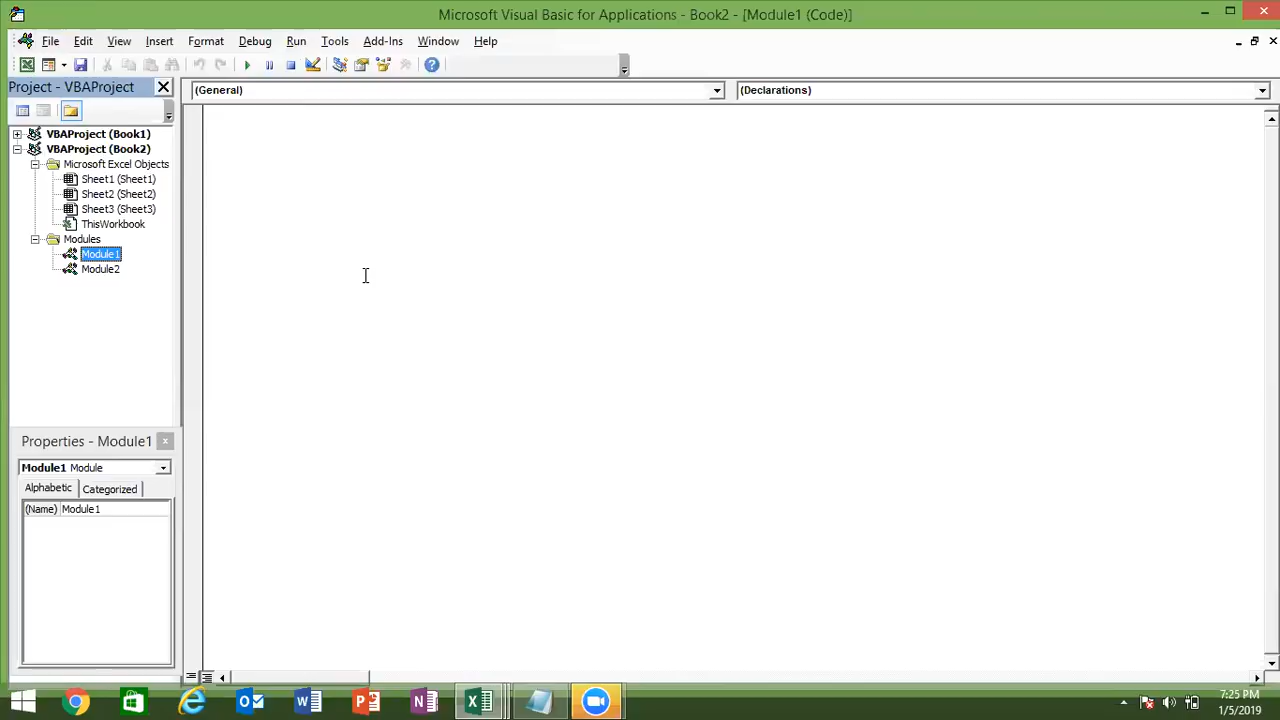 Microsoft Visual Basic for Applications - Book2 - [Module1 (Code)]
File Edit View Insert Format Debug Run Tools Add-Ins Window Help
Project - VBAProject
(General) (Declarations)
VBAProject (Book1)
VBAProject (Book2)
Microsoft Excel Objects
Sheet1 (Sheet1)
Sheet2 (Sheet2)
Sheet3 (Sheet3)
ThisWorkbook
Modules
Module1
Module2
Properties - Module1
Module1 Module
Alphabetic Categorized
(Name) Module1
7:25 PM
1/5/2019